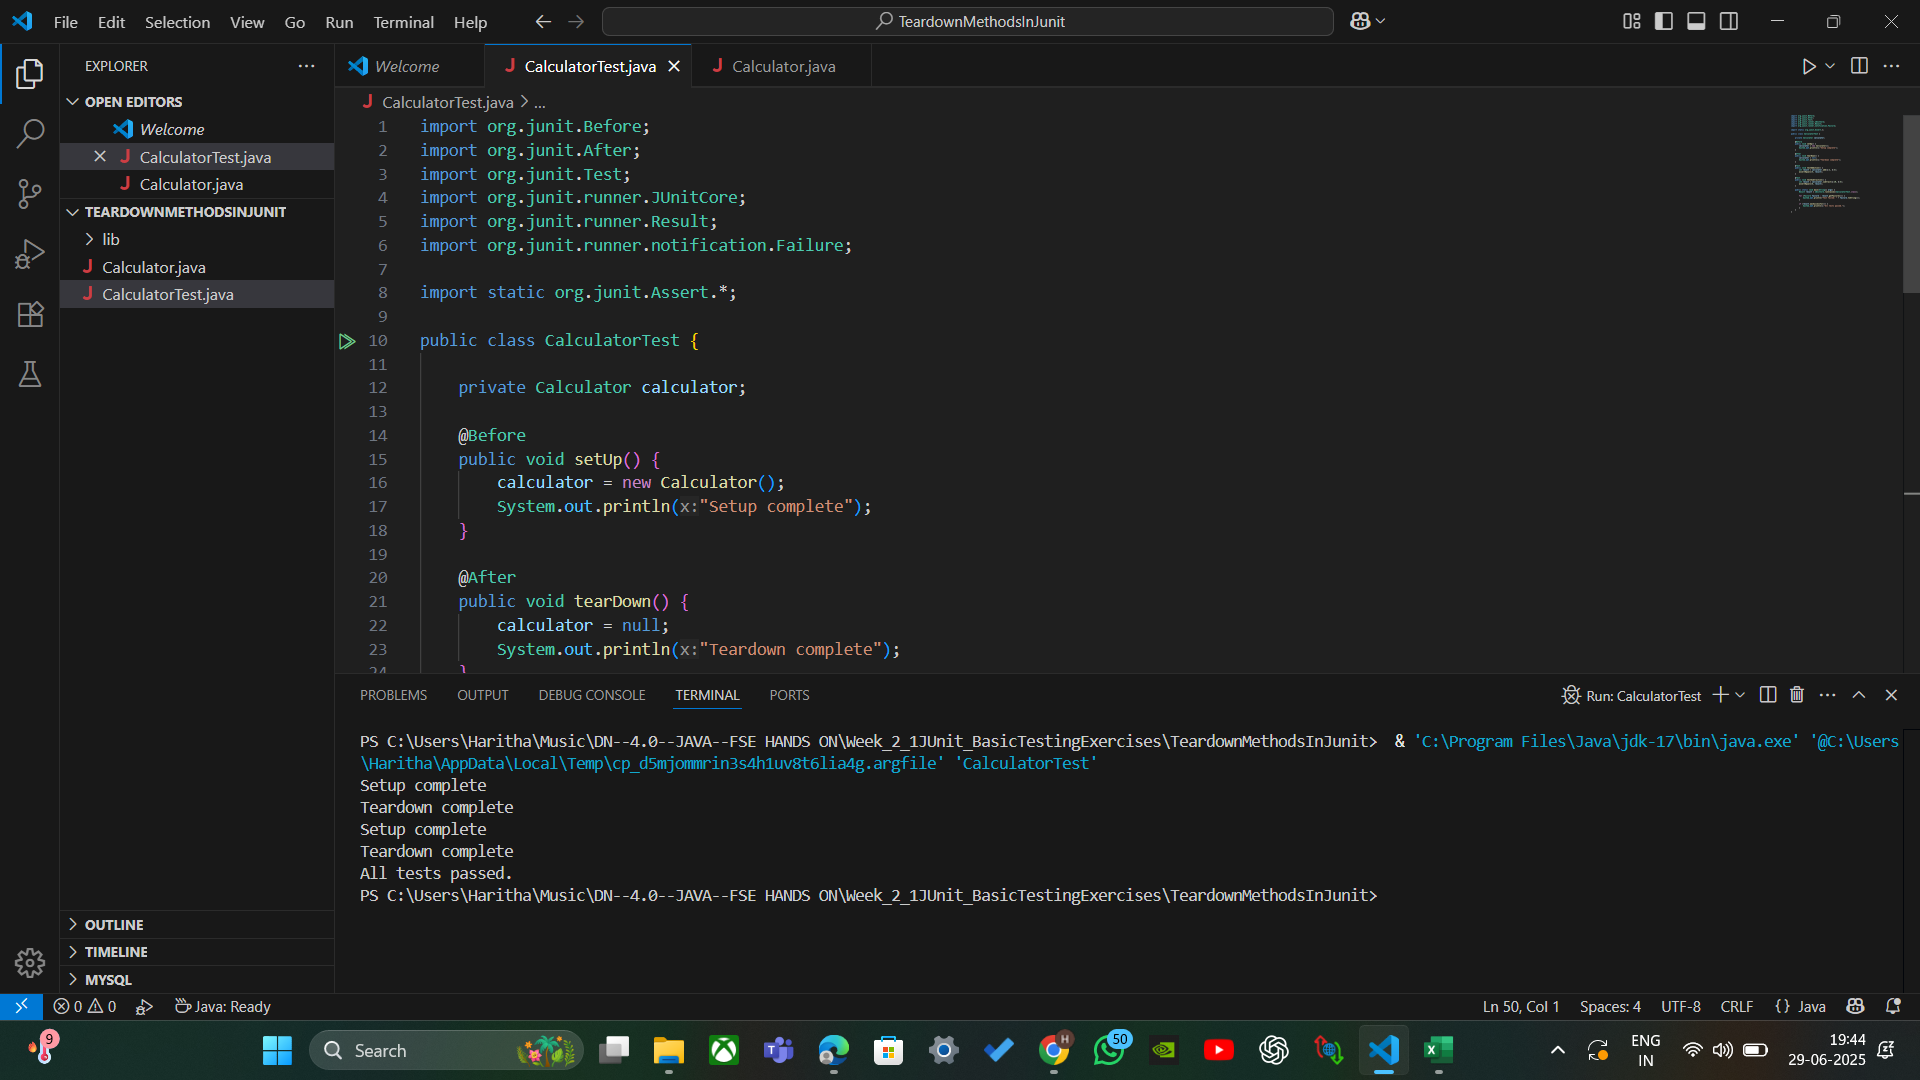 File Edit Selection View Go Run Terminal Help
TeardownMethodsInJunit
EXPLORER
OPEN EDITORS
Welcome
CalculatorTest.java
Calculator.java
TEARDOWNMETHODSINJUNIT
lib
Calculator.java
CalculatorTest.java
OUTLINE
TIMELINE
MYSQL
Welcome CalculatorTest.java Calculator.java
CalculatorTest.java > ...
1 import org.junit.Before;
2 import org.junit.After;
3 import org.junit.Test;
4 import org.junit.runner.JUnitCore;
5 import org.junit.runner.Result;
6 import org.junit.runner.notification.Failure;
7
8 import static org.junit.Assert.*;
9
10 public class CalculatorTest {
11
12 private Calculator calculator;
13
14 @Before
15 public void setUp() {
16 calculator = new Calculator();
17 System.out.println(x:"Setup complete");
18 }
19
20 @After
21 public void tearDown() {
22 calculator = null;
23 System.out.println(x:"Teardown complete");
24 }
PROBLEMS OUTPUT DEBUG CONSOLE TERMINAL PORTS
Run: CalculatorTest
PS C:\Users\Haritha\Music\DN--4.0--JAVA--FSE HANDS ON\Week_2_1JUnit_BasicTestingExercises\TeardownMethodsInJunit> & 'C:\Program Files\Java\jdk-17\bin\java.exe' '@C:\Users
\Haritha\AppData\Local\Temp\cp_d5mjommrin3s4h1uv8t6lia4g.argfile' 'CalculatorTest'
Setup complete
Teardown complete
Setup complete
Teardown complete
All tests passed.
PS C:\Users\Haritha\Music\DN--4.0--JAVA--FSE HANDS ON\Week_2_1JUnit_BasicTestingExercises\TeardownMethodsInJunit>
0 0 Java: Ready
Ln 50, Col 1 Spaces: 4 UTF-8 CRLF {} Java
9
Search
H
50
ENG
IN
19:44
29-06-2025